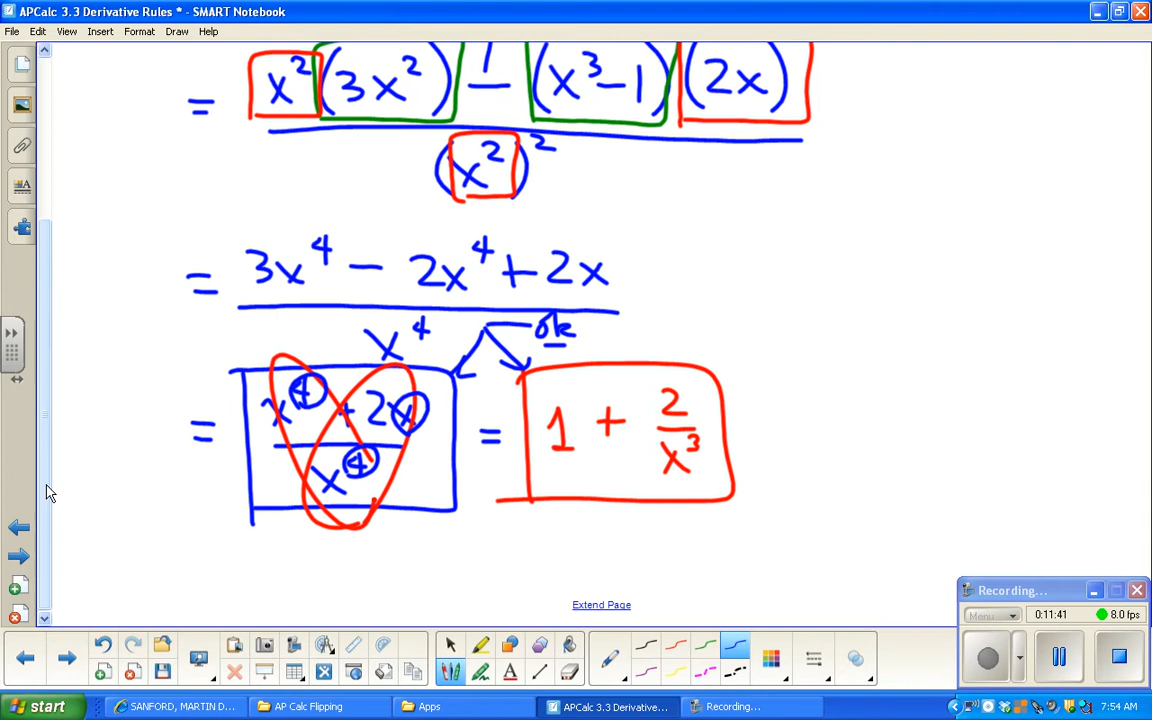 APCalc 3.3 Derivative Rules * - SMART Notebook
File Edit View Insert Format Draw Help
= x²(3x²) − (x³−1)(2x)
(x²)²
= 3x⁴ − 2x⁴ + 2x
x⁴
ok
= x⁴ + 2x = 1 + 2
x⁴ x³
Extend Page
Recording...
Menu 0:11:41 8.0 fps
start SANFORD, MARTIN D... AP Calc Flipping Apps APCalc 3.3 Derivative... Recording... 7:54 AM